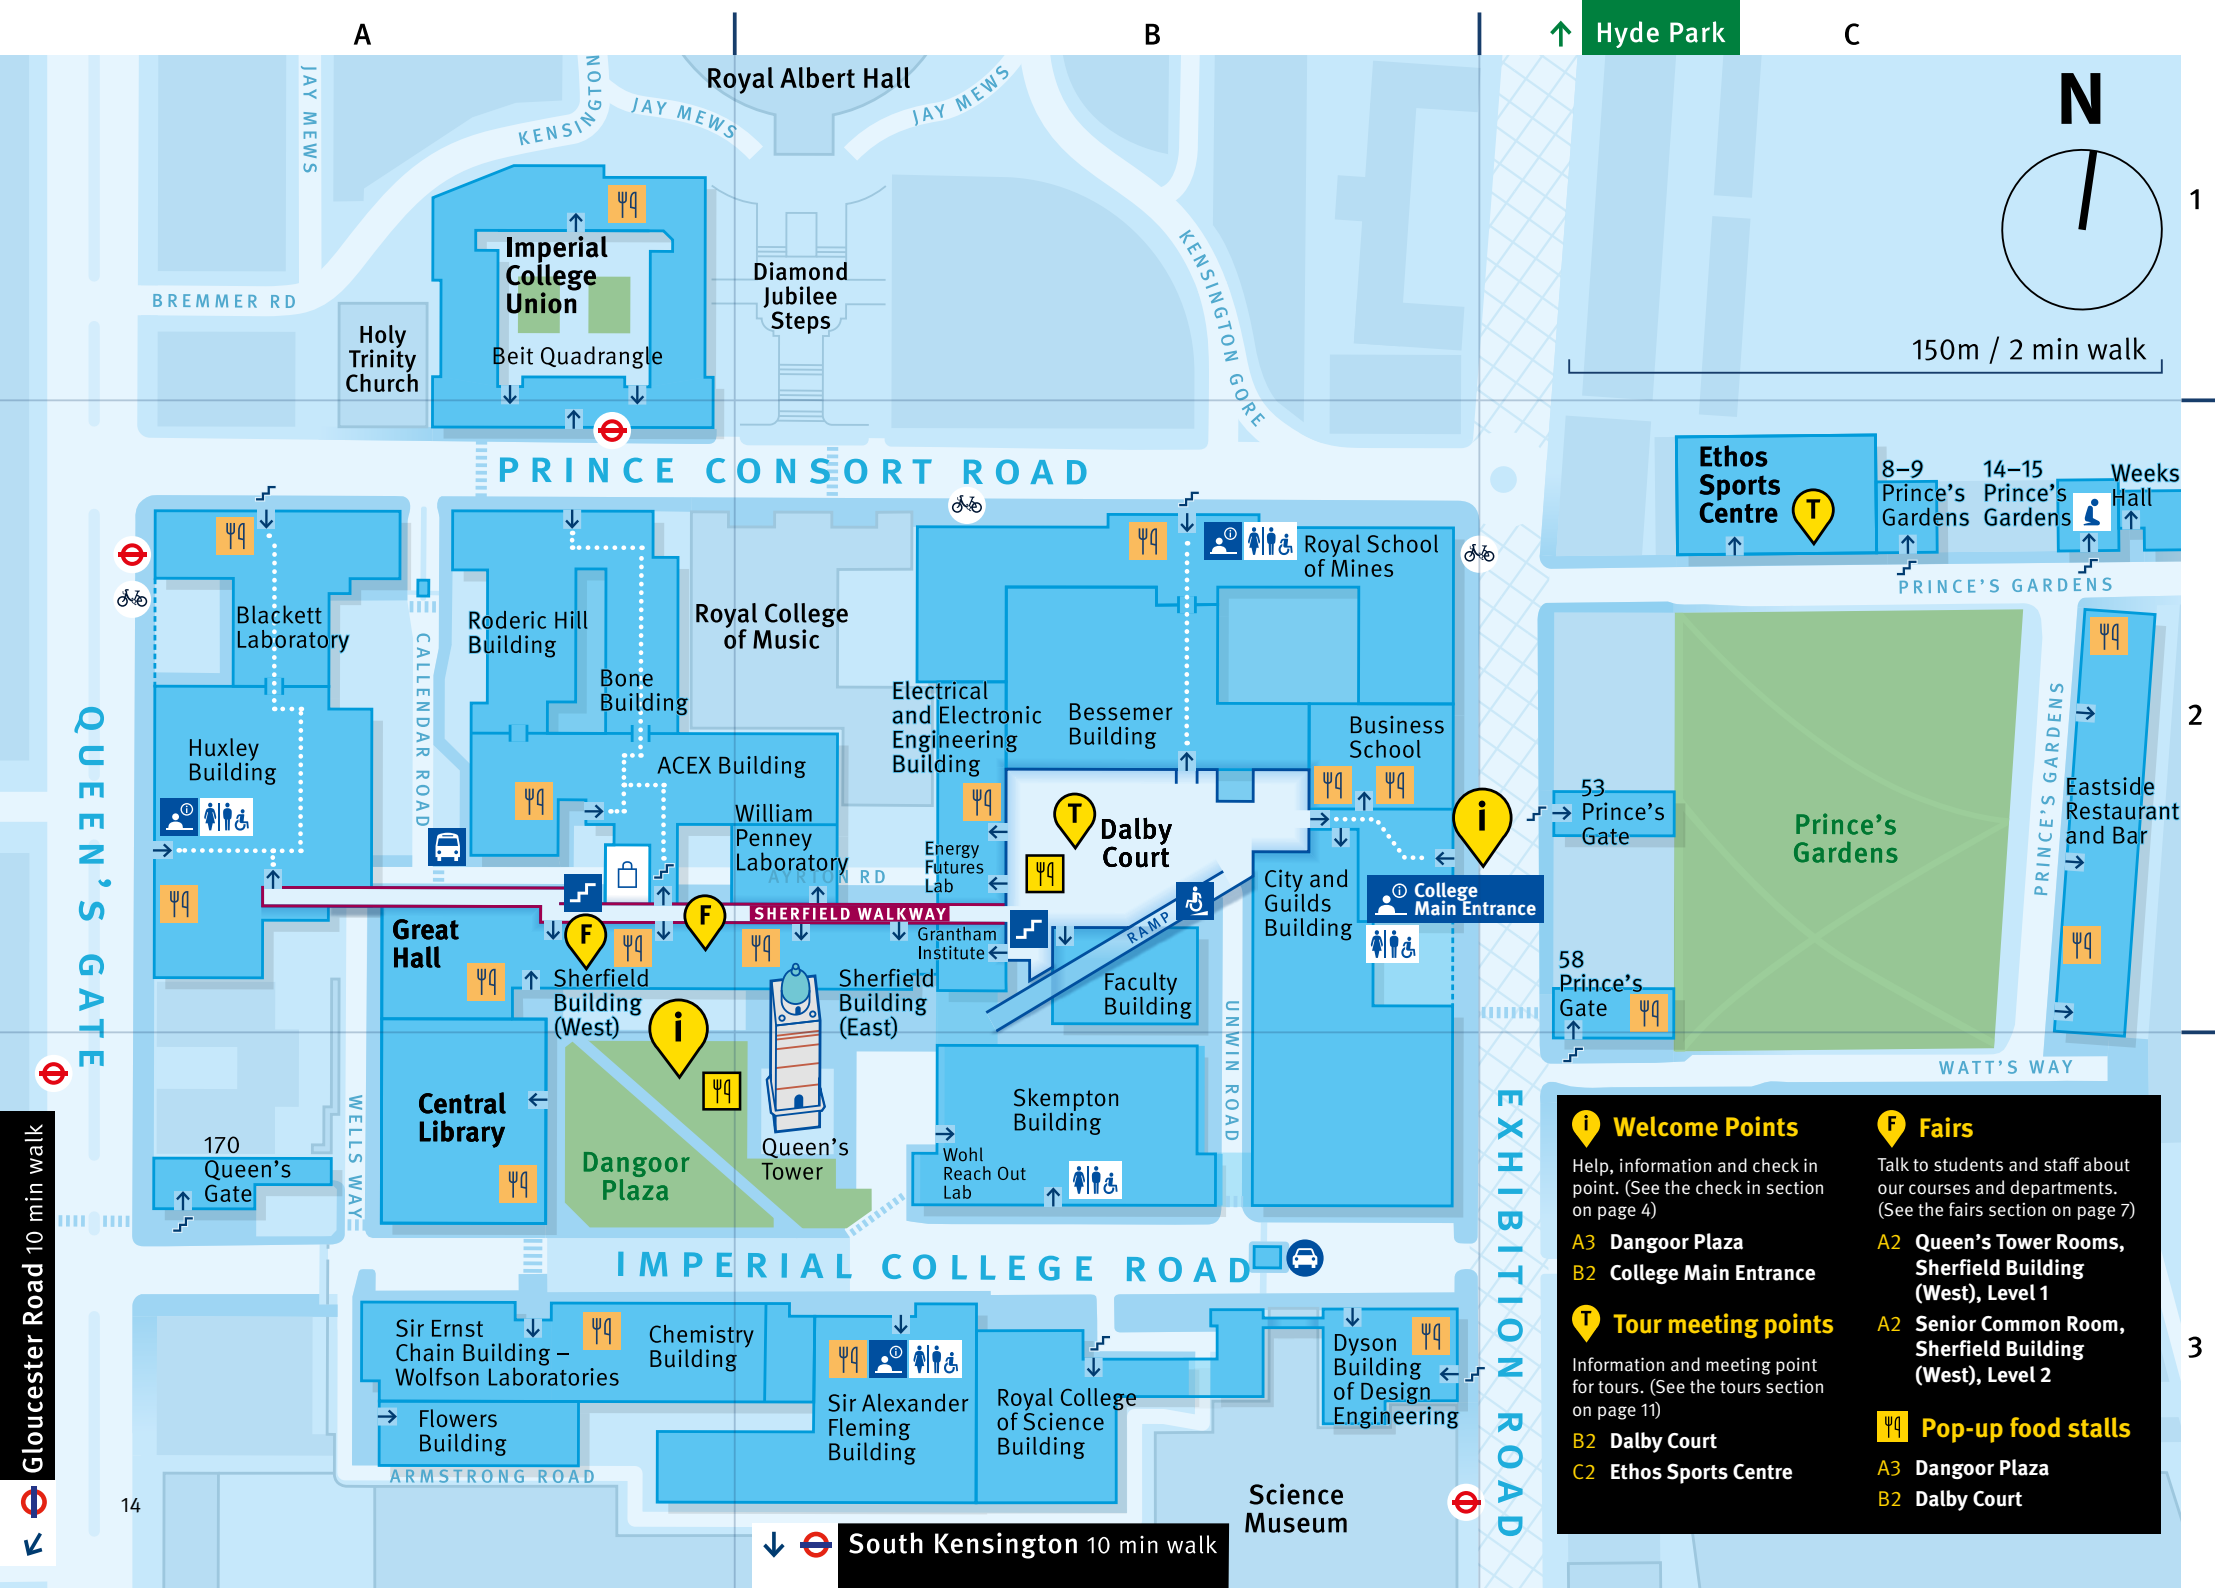 A
B
Hyde Park
C
Royal Albert Hall
JAY MEWS
KENSINGTON
JAY MEWS
JAY MEWS
N
1
Imperial
College
Union
Beit Quadrangle
Diamond
Jubilee
Steps
KENSINGTON GORE
BREMMER RD
Holy
Trinity
Church
150m / 2 min walk
PRINCE CONSORT ROAD
Ethos
Sports
Centre
T
8–9
Prince's
Gardens
14–15
Prince's
Gardens
Weeks
Hall
PRINCE'S GARDENS
Blackett
Laboratory
CALLENDAR ROAD
Roderic Hill
Building
Bone
Building
Royal College
of Music
Royal School
of Mines
Electrical
and Electronic
Engineering
Building
Bessemer
Building
Business
School
2
QUEEN'S GATE
Huxley
Building
ACEX Building
William
Penney
Laboratory
AYRTON RD
Energy
Futures
Lab
T
Dalby
Court
i
53
Prince's
Gate
Prince's
Gardens
PRINCE'S GARDENS
Eastside
Restaurant
and Bar
City and
Guilds
Building
i
College
Main Entrance
SHERFIELD WALKWAY
F
F
Great
Hall
Grantham
Institute
RAMP
Sherfield
Building
(West)
Sherfield
Building
(East)
Faculty
Building
UNWIN ROAD
58
Prince's
Gate
WATT'S WAY
i
Central
Library
WELLS WAY
170
Queen's
Gate
Dangoor
Plaza
Queen's
Tower
Skempton
Building
Wohl
Reach Out
Lab
EXHIBITION ROAD
IMPERIAL COLLEGE ROAD
Gloucester Road 10 min walk
i Welcome Points
Help, information and check in
point. (See the check in section
on page 4)
A3 Dangoor Plaza
B2 College Main Entrance
T Tour meeting points
Information and meeting point
for tours. (See the tours section
on page 11)
B2 Dalby Court
C2 Ethos Sports Centre
F Fairs
Talk to students and staff about
our courses and departments.
(See the fairs section on page 7)
A2 Queen's Tower Rooms,
Sherfield Building
(West), Level 1
A2 Senior Common Room,
Sherfield Building
(West), Level 2
Pop-up food stalls
A3 Dangoor Plaza
B2 Dalby Court
3
Sir Ernst
Chain Building –
Wolfson Laboratories
Chemistry
Building
Flowers
Building
ARMSTRONG ROAD
Sir Alexander
Fleming
Building
Royal College
of Science
Building
Dyson
Building
of Design
Engineering
Science
Museum
14
South Kensington 10 min walk